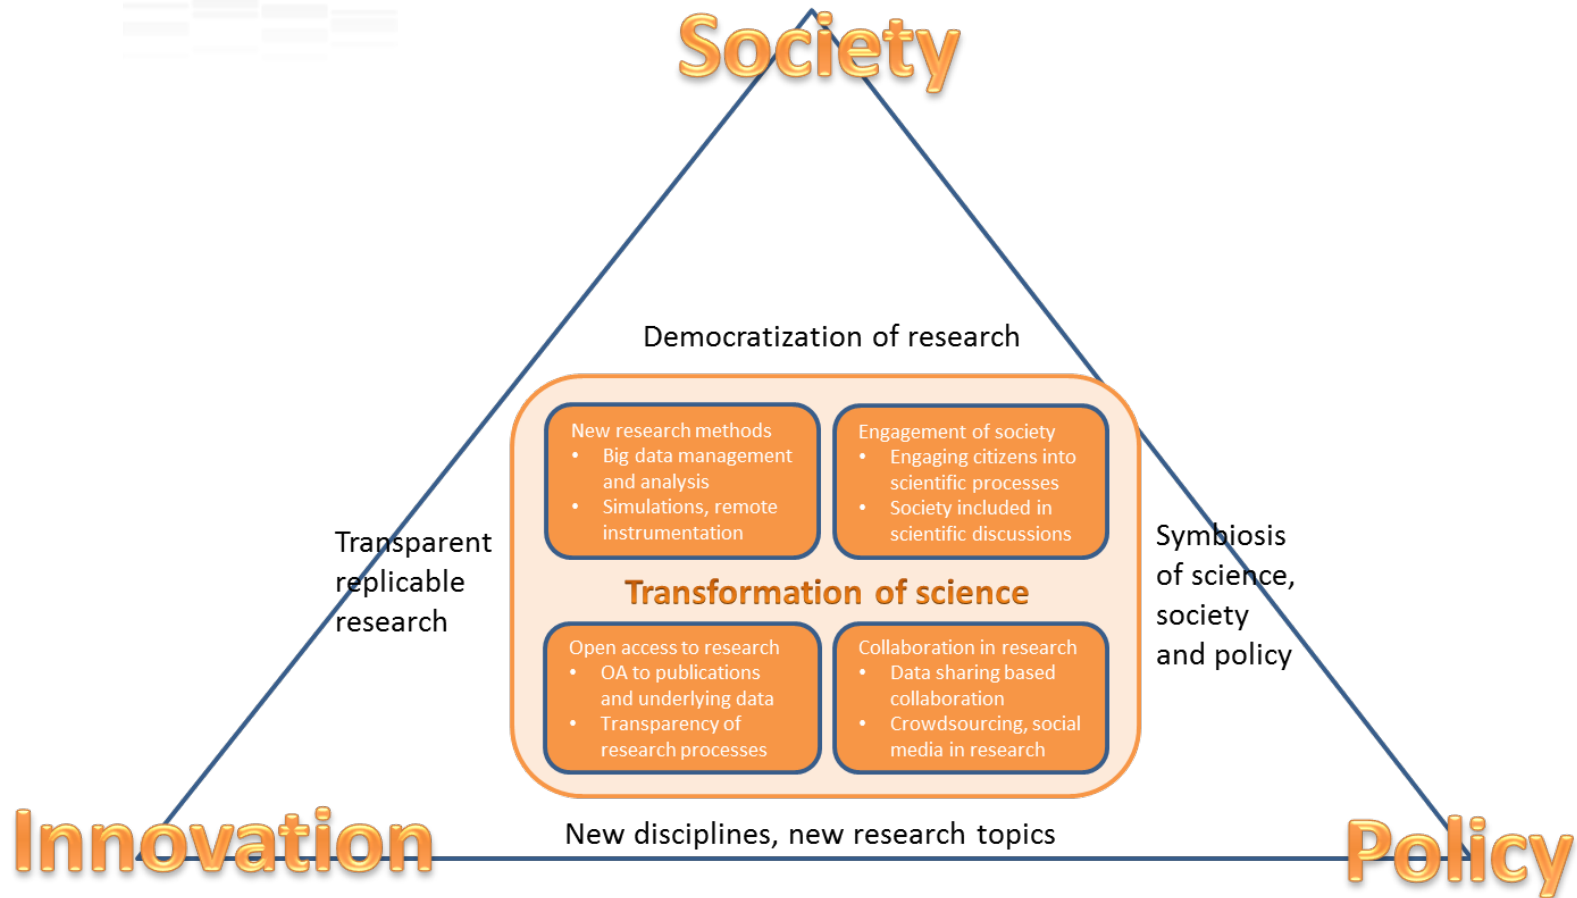 Society
Democratization of research
New research methods
• Big data management
and analysis
• Simulations, remote
instrumentation
Engagement of society
• Engaging citizens into
scientific processes
• Society included in
scientific discussions
Transparent
replicable
research
Symbiosis
of science,
society
and policy
Transformation of science
Open access to research
• OA to publications
and underlying data
• Transparency of
research processes
Collaboration in research
• Data sharing based
collaboration
• Crowdsourcing, social
media in research
Innovation
New disciplines, new research topics
Policy